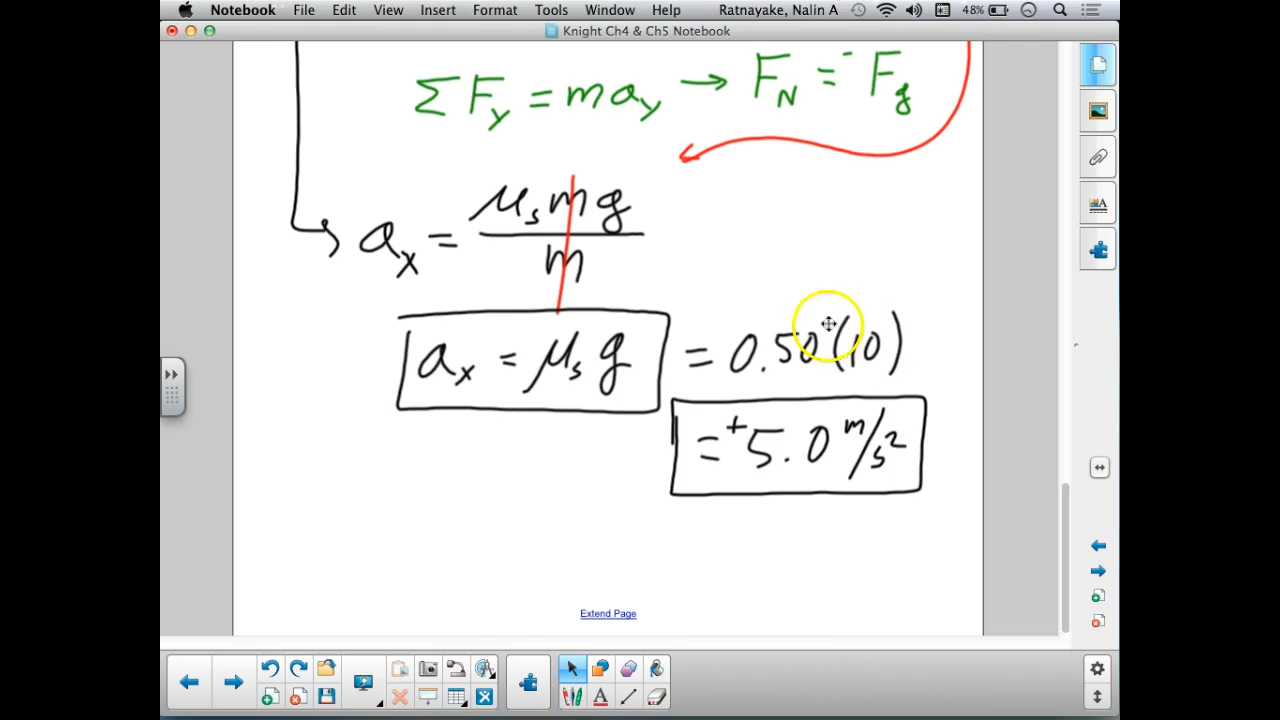 Notebook File Edit View Insert Format Tools Window Help Ratnayake, Nalin A 48%
Knight Ch4 & Ch5 Notebook
ΣF_y = ma_y → F_N = ⁻F_g
a_x = μ_s mg / m
a_x = μ_s g = 0.50(10)
= ⁺5.0 m/s²
Extend Page